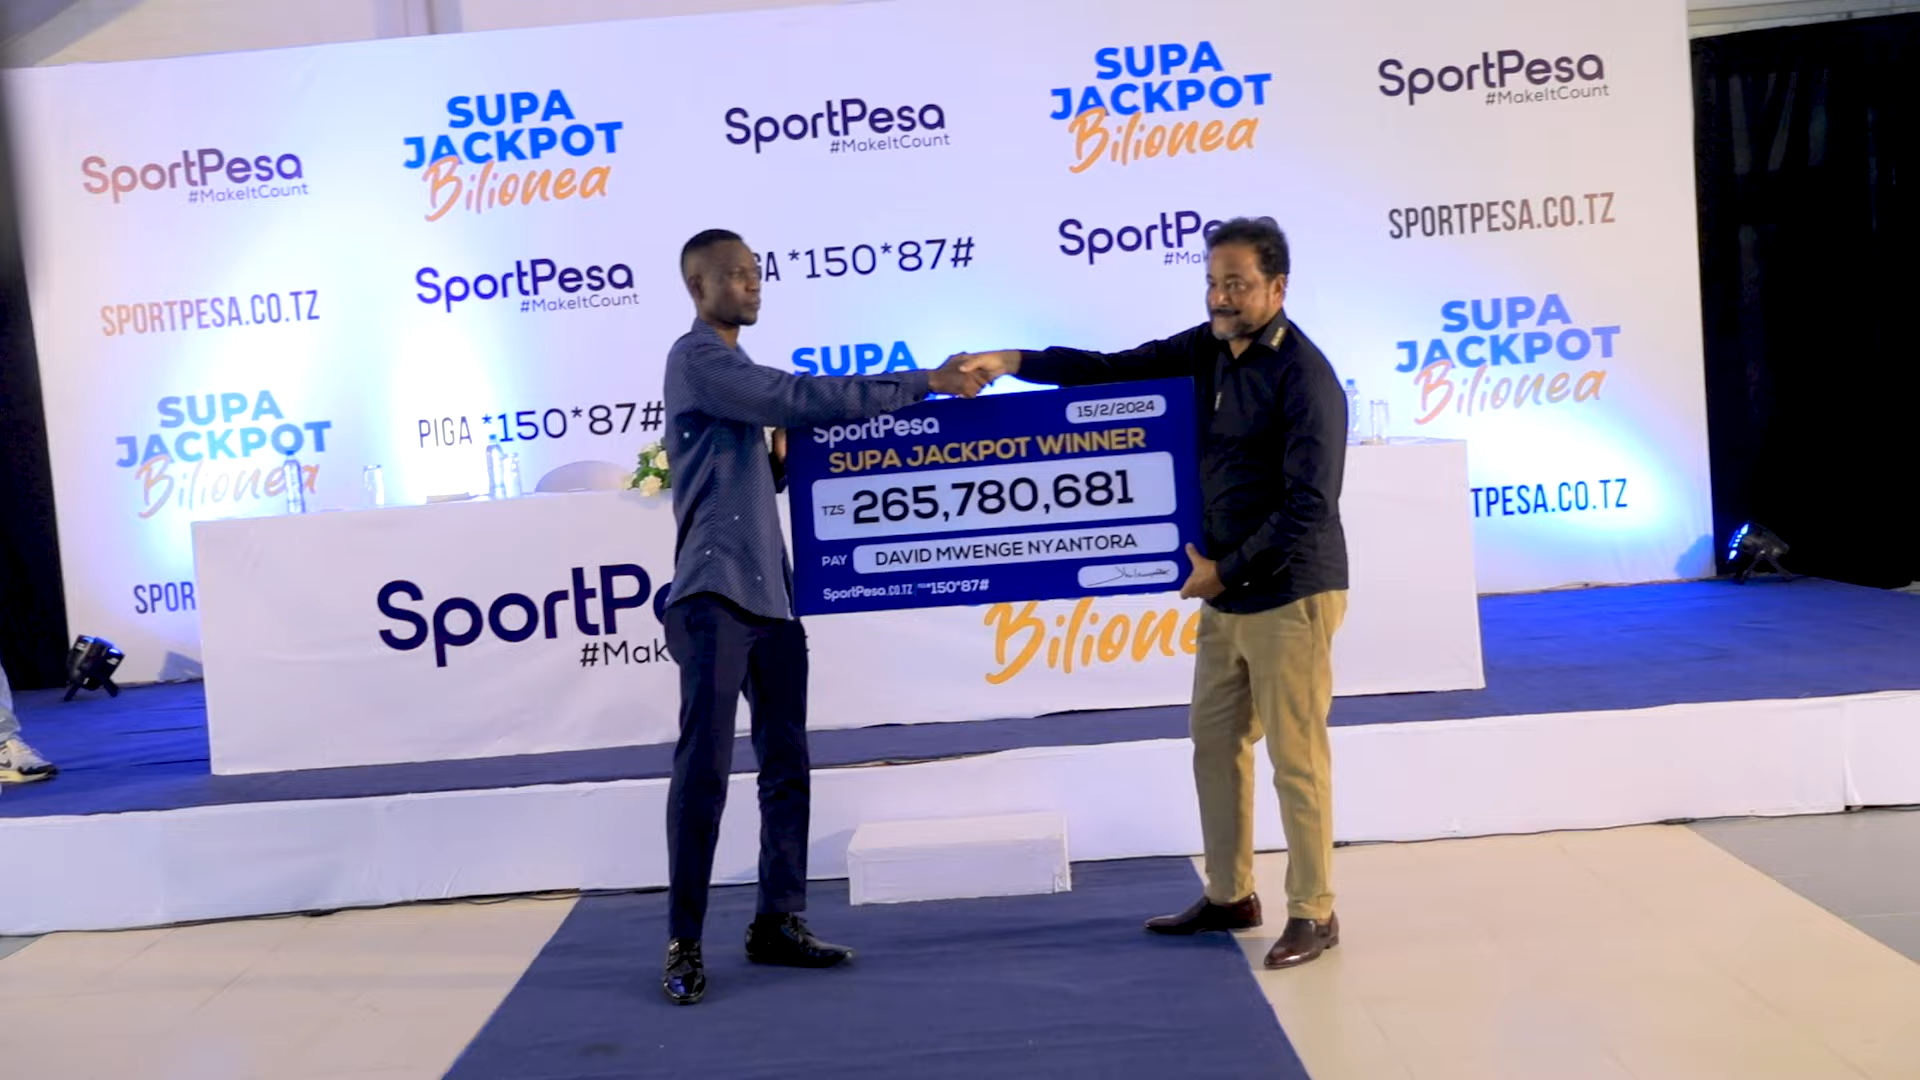 SUPA
JACKPOT
Bilionea
SportPesa
#MakeItCount
SUPA
JACKPOT
Bilionea
SportPesa
#MakeItCount
SportPesa
#MakeItCount
SPORTPESA.CO.TZ
SportPesa
#MakeItCount
*150*87#
SportPe
SPORTPESA.CO.TZ
SUPA
JACKPOT
Bilionea
PIGA *150*87#
SUPA
SUPA
JACKPOT
Bilionea
TPESA.CO.TZ
SPOR
SportPesa
15/2/2024
SUPA JACKPOT WINNER
TZS 265,780,681
PAY DAVID MWENGE NYANTORA
SportPesa.CO.TZ *150*87#
SportPe
#Mak
Bilione